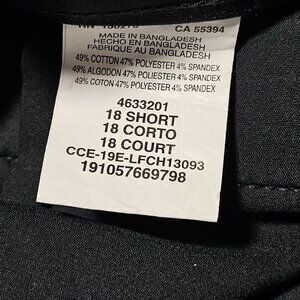 CA 55394
MADE IN BANGLADESH
HECHO EN BANGLADESH
FABRIQUE AU BANGLADESH
49% COTTON 47% POLYESTER 4% SPANDEX
49% ALGODON 47% POLIESTER 4% SPANDEX
49% COTON 47% POLYESTER 4% SPANDEX
4633201
18 SHORT
18 CORTO
18 COURT
CCE-19E-LFCH13093
191057669798